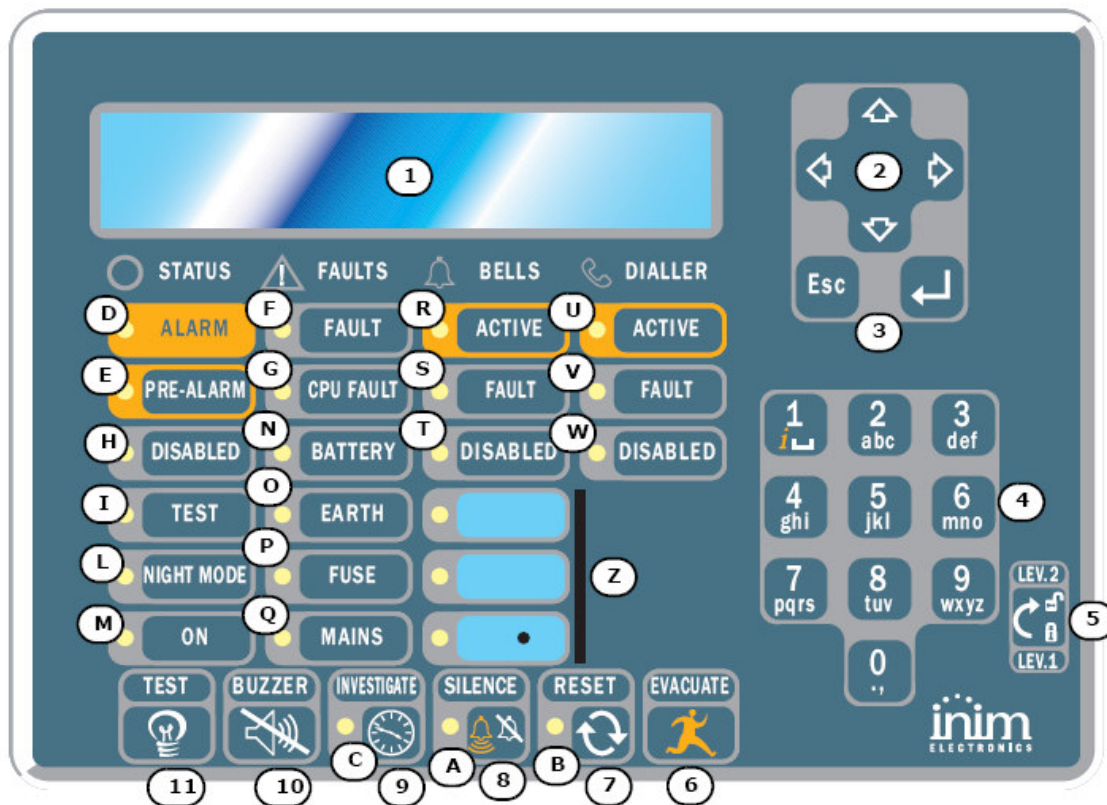 1
2
STATUS FAULTS BELLS DIALLER
Esc
3
D ALARM F FAULT R ACTIVE U ACTIVE
E PRE-ALARM G CPU FAULT S FAULT V FAULT
H DISABLED N BATTERY T DISABLED W DISABLED
I TEST O EARTH
L NIGHT MODE P FUSE Z
M ON Q MAINS
1 2 abc 3 def
4 ghi 5 jkl 6 mno 4
7 pqrs 8 tuv 9 wxyz
0 .,
LEV.2
5
LEV.1
TEST BUZZER INVESTIGATE SILENCE RESET EVACUATE
11 10 C 9 A 8 B 7 6
inim
ELECTRONICS